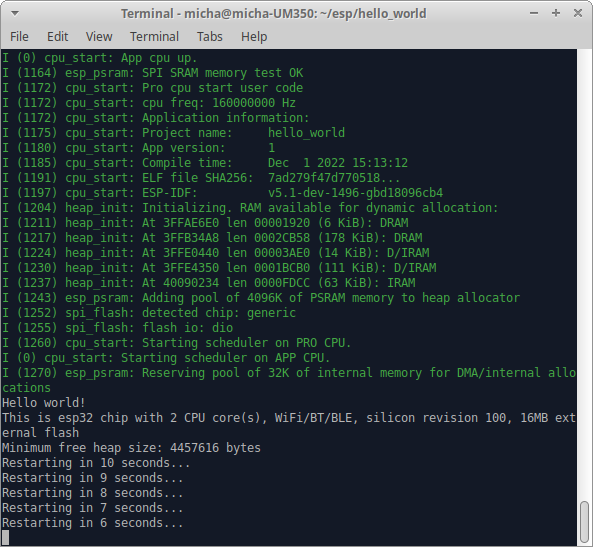 Terminal - micha@micha-UM350: ~/esp/hello_world
File Edit View Terminal Tabs Help
I (0) cpu_start: App cpu up.
I (1164) esp_psram: SPI SRAM memory test OK
I (1172) cpu_start: Pro cpu start user code
I (1172) cpu_start: cpu freq: 160000000 Hz
I (1172) cpu_start: Application information:
I (1175) cpu_start: Project name:     hello_world
I (1180) cpu_start: App version:      1
I (1185) cpu_start: Compile time:     Dec  1 2022 15:13:12
I (1191) cpu_start: ELF file SHA256:  7ad279f47d770518...
I (1197) cpu_start: ESP-IDF:          v5.1-dev-1496-gbd18096cb4
I (1204) heap_init: Initializing. RAM available for dynamic allocation:
I (1211) heap_init: At 3FFAE6E0 len 00001920 (6 KiB): DRAM
I (1217) heap_init: At 3FFB34A8 len 0002CB58 (178 KiB): DRAM
I (1224) heap_init: At 3FFE0440 len 00003AE0 (14 KiB): D/IRAM
I (1230) heap_init: At 3FFE4350 len 0001BCB0 (111 KiB): D/IRAM
I (1237) heap_init: At 40090234 len 0000FDCC (63 KiB): IRAM
I (1243) esp_psram: Adding pool of 4096K of PSRAM memory to heap allocator
I (1252) spi_flash: detected chip: generic
I (1255) spi_flash: flash io: dio
I (1260) cpu_start: Starting scheduler on PRO CPU.
I (0) cpu_start: Starting scheduler on APP CPU.
I (1270) esp_psram: Reserving pool of 32K of internal memory for DMA/internal allo
cations
Hello world!
This is esp32 chip with 2 CPU core(s), WiFi/BT/BLE, silicon revision 100, 16MB ext
ernal flash
Minimum free heap size: 4457616 bytes
Restarting in 10 seconds...
Restarting in 9 seconds...
Restarting in 8 seconds...
Restarting in 7 seconds...
Restarting in 6 seconds...